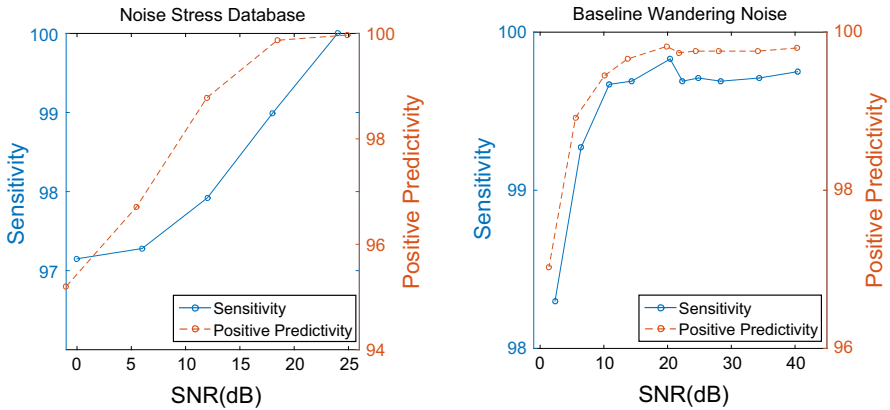 Noise Stress Database
100
99
98
97
Sensitivity
100
98
96
94
Positive Predictivity
Sensitivity
Positive Predictivity
0 5 10 15 20 25
SNR(dB)
Baseline Wandering Noise
100
99
98
Sensitivity
100
98
96
Positive Predictivity
Sensitivity
Positive Predictivity
0 10 20 30 40
SNR(dB)